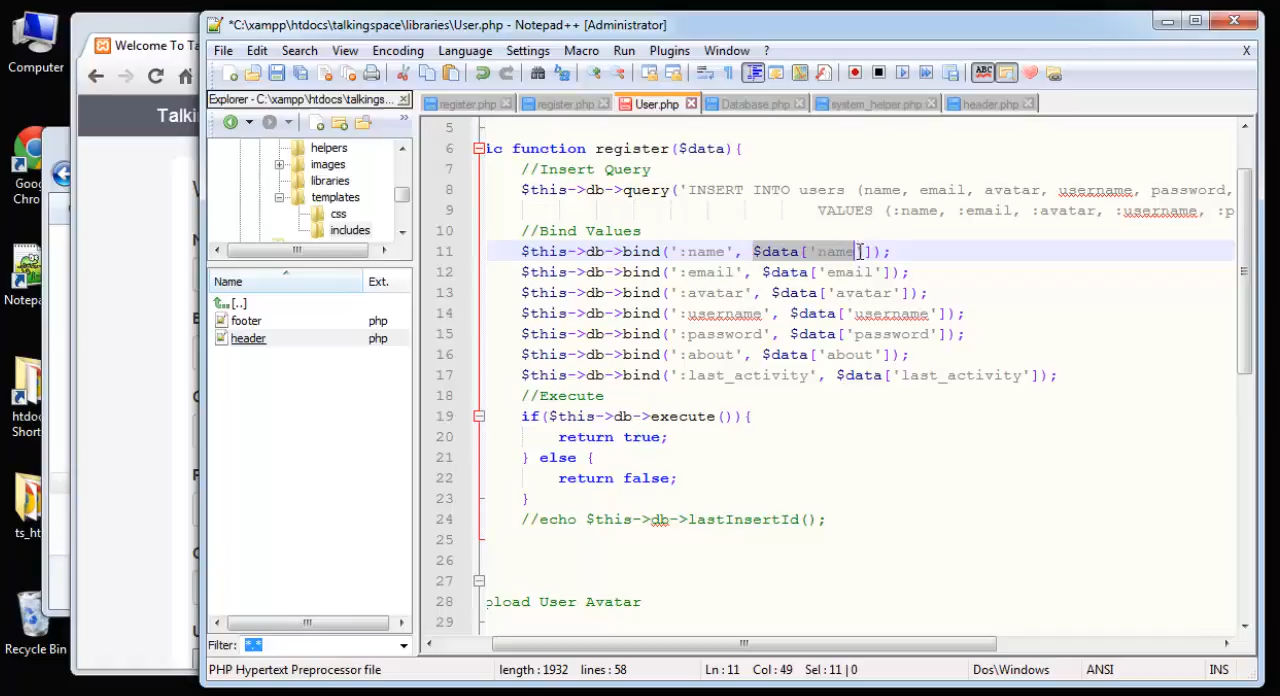 Computer
Goog
Chro
Notep
htdoc
Short
ts_ht
Recycle Bin
Welcome To Ta
Talki
*C:\xampp\htdocs\talkingspace\libraries\User.php - Notepad++ [Administrator]
File Edit Search View Encoding Language Settings Macro Run Plugins Window ? X
Explorer - C:\xampp\htdocs\talkings...
helpers
images
libraries
templates
css
includes
Name Ext.
[..]
footer php
header php
Filter: *.*
register.php register.php User.php Database.php system_helper.php header.php
5
6 ic function register($data){
7 //Insert Query
8 $this->db->query('INSERT INTO users (name, email, avatar, username, password,
9 VALUES (:name, :email, :avatar, :username, :p
10 //Bind Values
11 $this->db->bind(':name', $data['name']);
12 $this->db->bind(':email', $data['email']);
13 $this->db->bind(':avatar', $data['avatar']);
14 $this->db->bind(':username', $data['username']);
15 $this->db->bind(':password', $data['password']);
16 $this->db->bind(':about', $data['about']);
17 $this->db->bind(':last_activity', $data['last_activity']);
18 //Execute
19 if($this->db->execute()){
20 return true;
21 } else {
22 return false;
23 }
24 //echo $this->db->lastInsertId();
25
26
27
28 pload User Avatar
29
PHP Hypertext Preprocessor file length : 1932 lines : 58 Ln : 11 Col : 49 Sel : 11 | 0 Dos\Windows ANSI INS